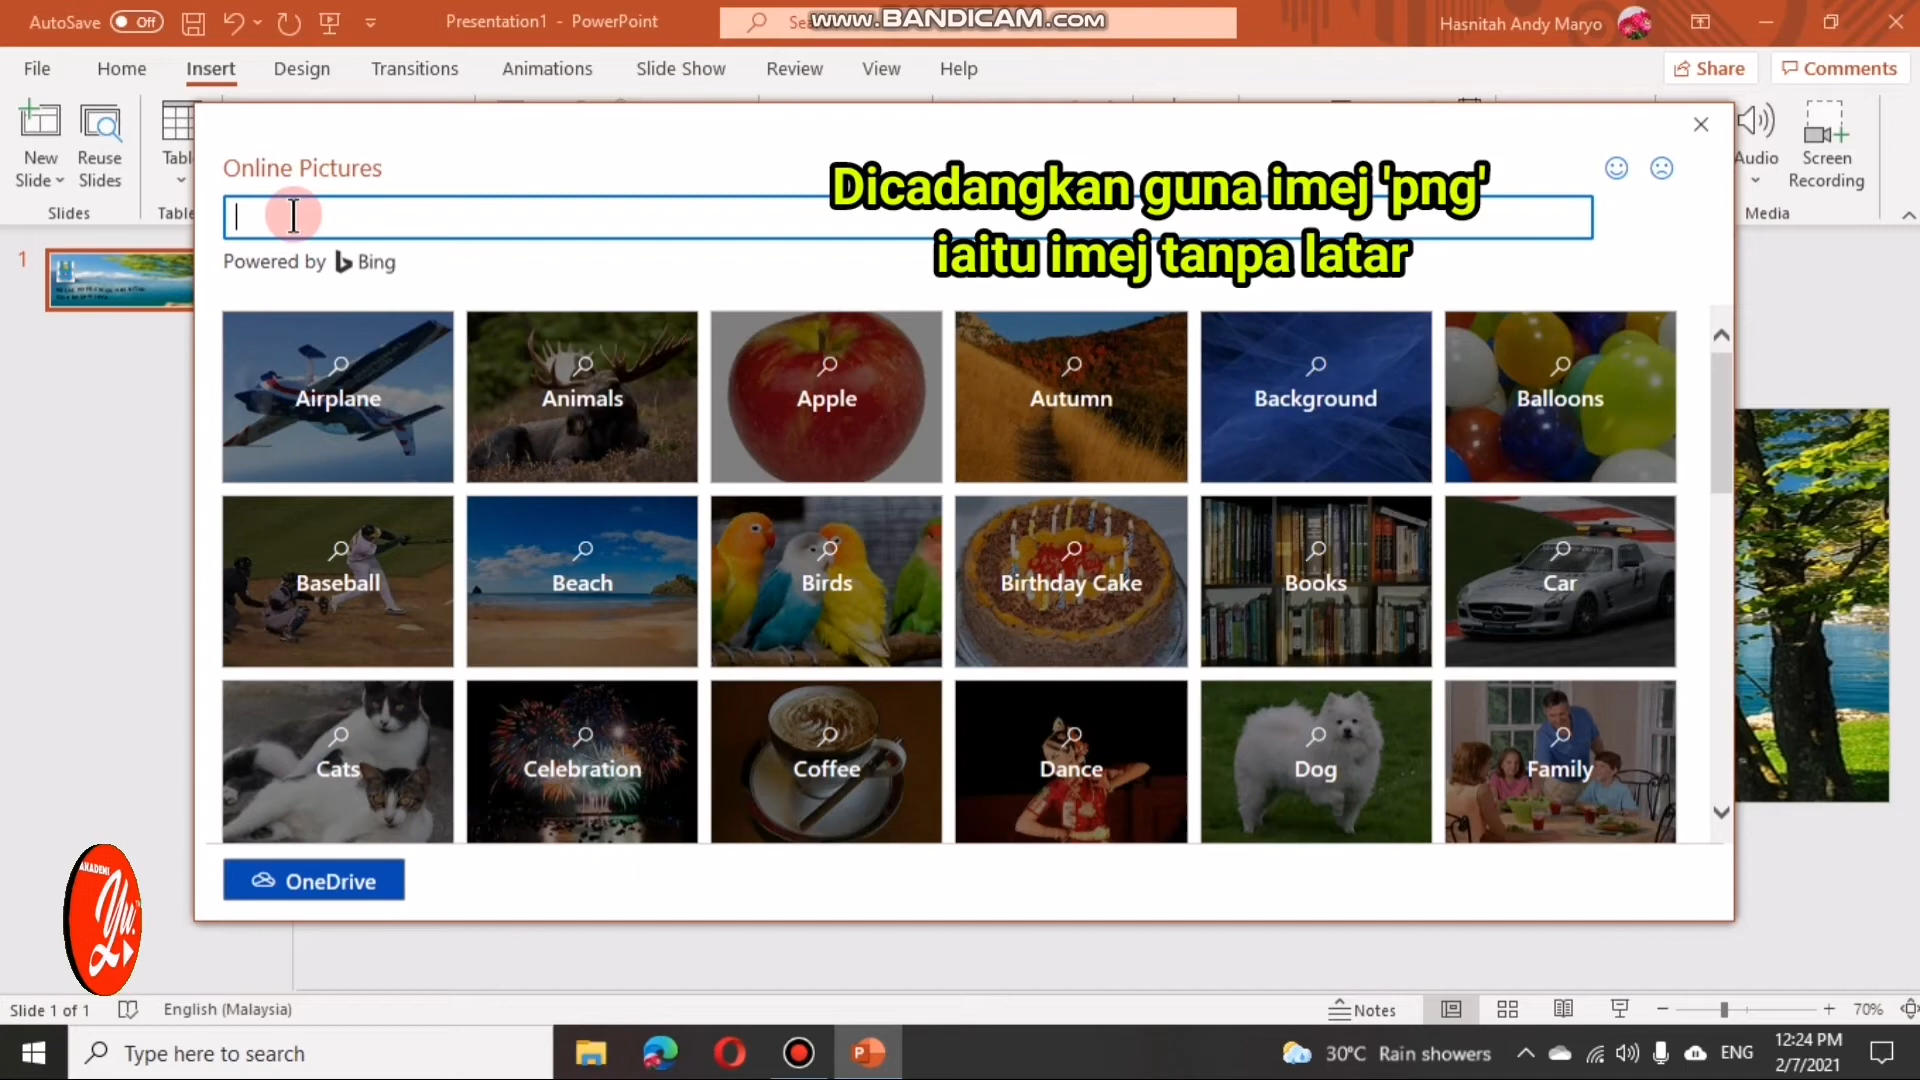 AutoSave Off
Presentation1 - PowerPoint
www.BANDICAM.com
Hasnitah Andy Maryo
File Home Insert Design Transitions Animations Slide Show Review View Help
Share
Comments
New Slide
Reuse Slides
Slides
Audio
Screen Recording
Media
Online Pictures
Dicadangkan guna imej 'png'
iaitu imej tanpa latar
Powered by Bing
1
Airplane
Animals
Apple
Autumn
Background
Balloons
Baseball
Beach
Birds
Birthday Cake
Books
Car
Cats
Celebration
Coffee
Dance
Dog
Family
OneDrive
AKADEMI
Slide 1 of 1
English (Malaysia)
Notes
70%
Type here to search
30°C Rain showers
ENG
12:24 PM
2/7/2021